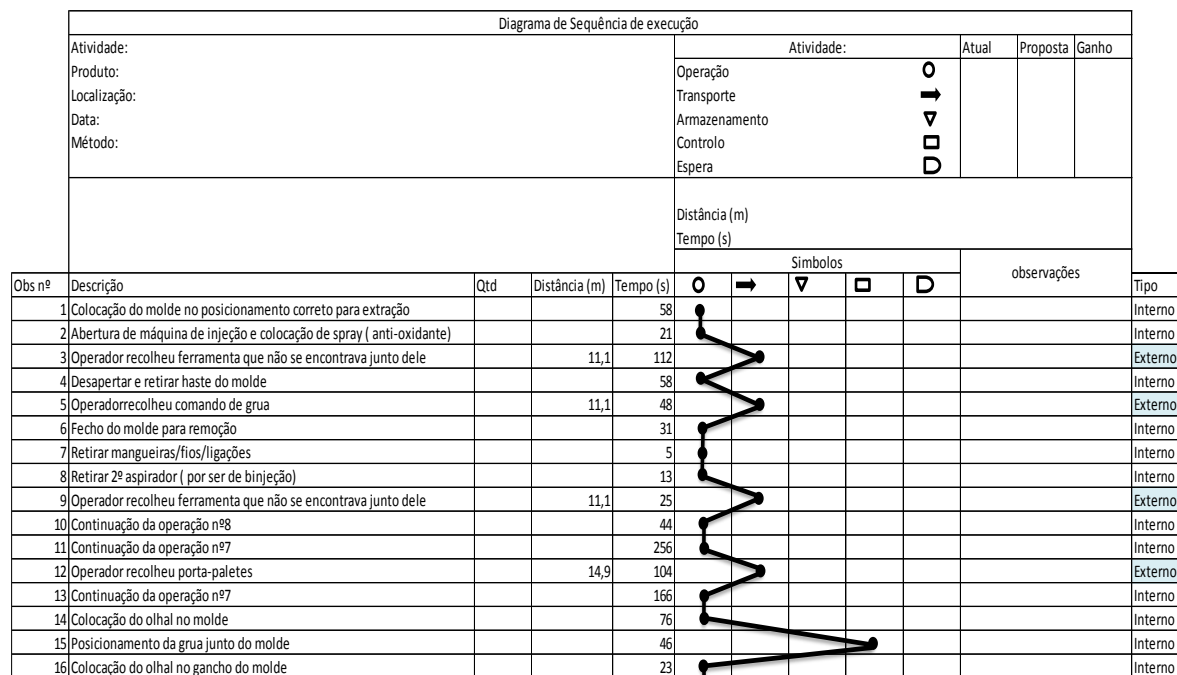 Diagrama de Sequência de execução
Atividade: Atividade: Atual Proposta Ganho
Produto: Operação
Localização: Transporte
Data: Armazenamento
Método: Controlo
Espera
Distância (m)
Tempo (s)
Simbolos observações
Obs nº Descrição Qtd Distância (m) Tempo (s) Tipo
1 Colocação do molde no posicionamento correto para extração 58 Interno
2 Abertura de máquina de injeção e colocação de spray ( anti-oxidante) 21 Interno
3 Operador recolheu ferramenta que não se encontrava junto dele 11,1 112 Externo
4 Desapertar e retirar haste do molde 58 Interno
5 Operadorrecolheu comando de grua 11,1 48 Externo
6 Fecho do molde para remoção 31 Interno
7 Retirar mangueiras/fios/ligações 5 Interno
8 Retirar 2º aspirador ( por ser de binjeção) 13 Interno
9 Operador recolheu ferramenta que não se encontrava junto dele 11,1 25 Externo
10 Continuação da operação nº8 44 Interno
11 Continuação da operação nº7 256 Interno
12 Operador recolheu porta-paletes 14,9 104 Externo
13 Continuação da operação nº7 166 Interno
14 Colocação do olhal no molde 76 Interno
15 Posicionamento da grua junto do molde 46 Interno
16 Colocação do olhal no gancho do molde 23 Interno